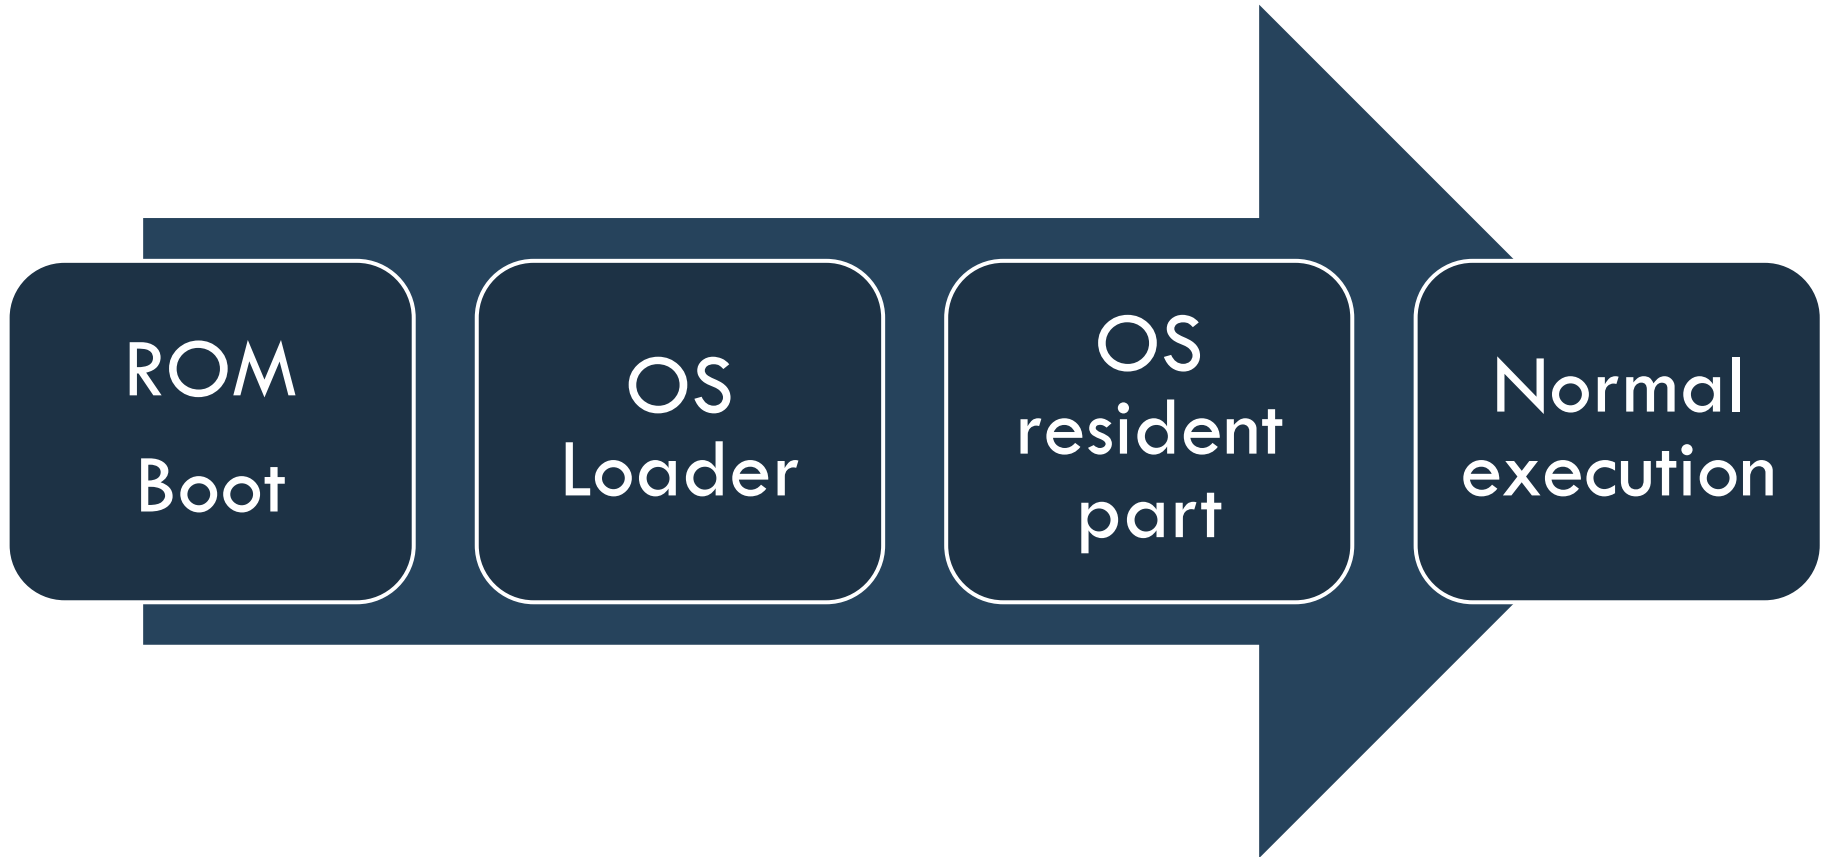 ROM
Boot
OS
Loader
OS
resident
part
Normal
execution